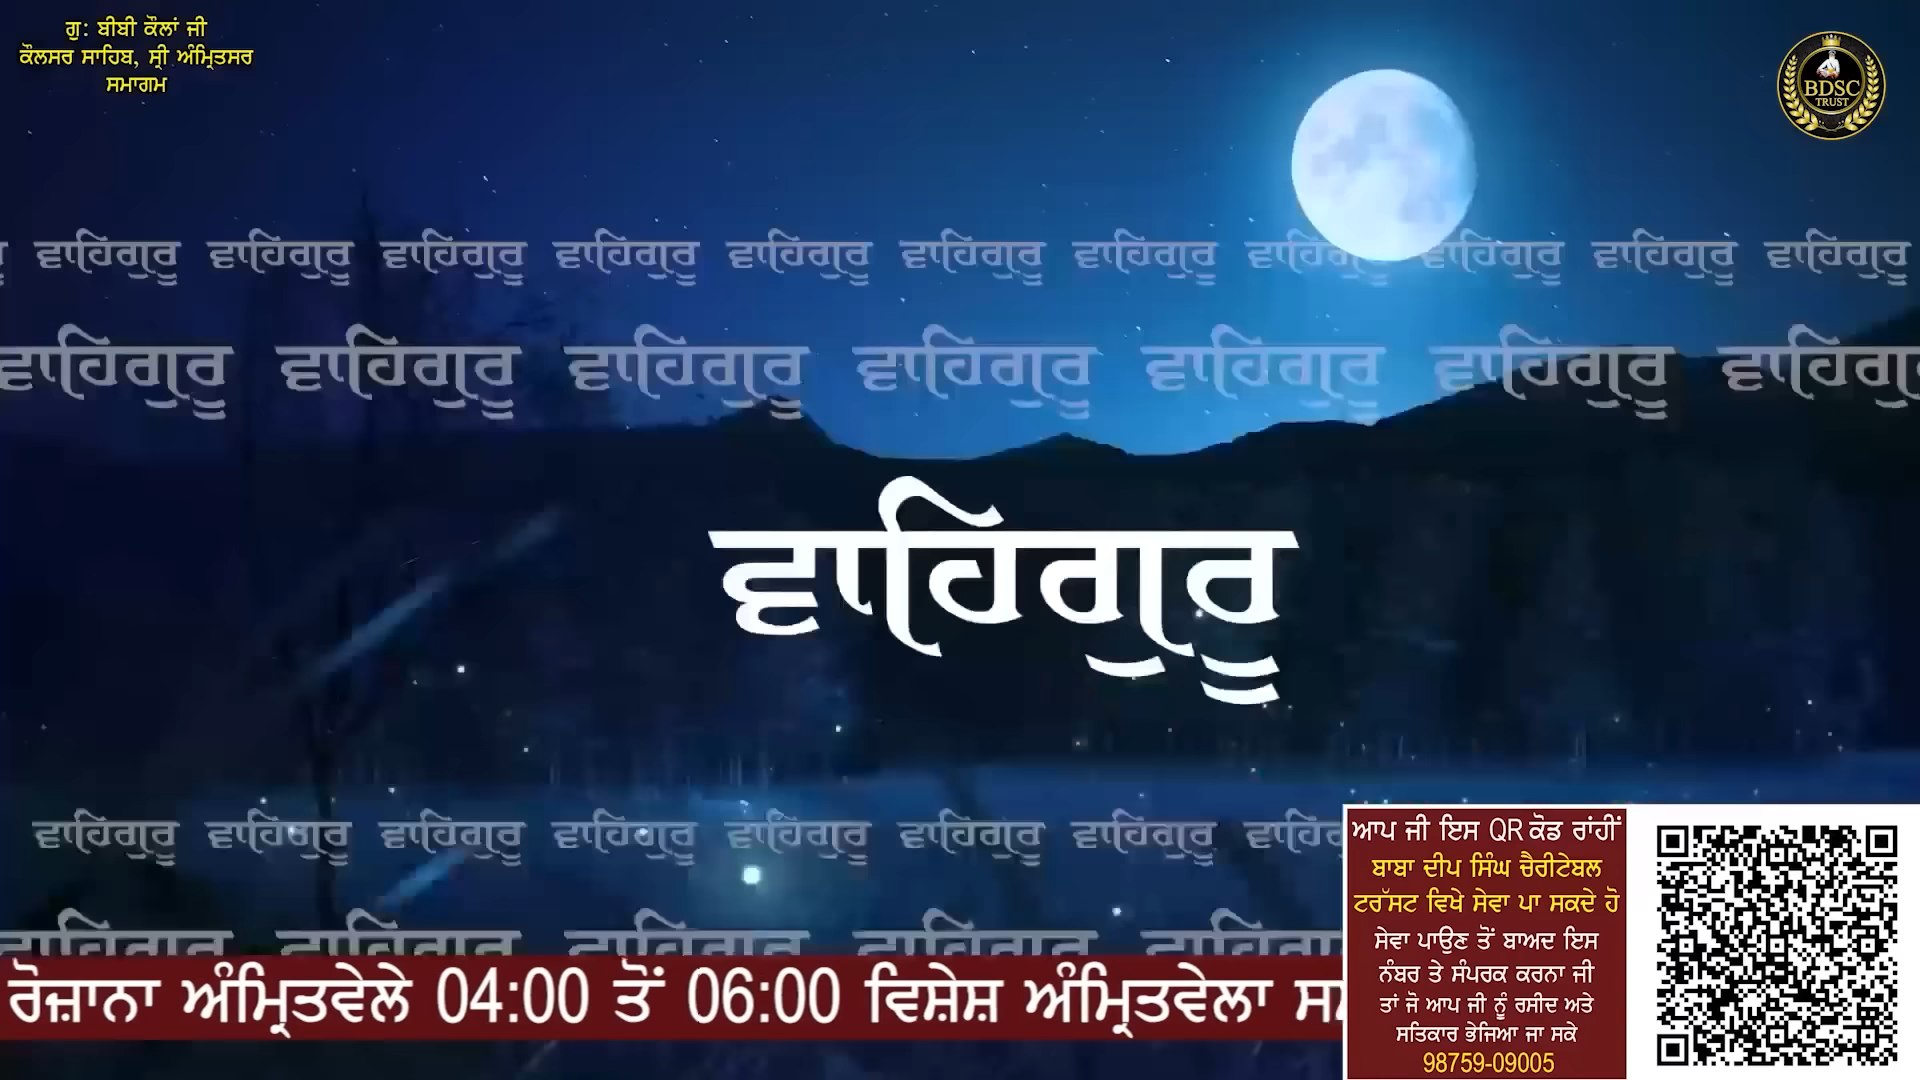 ਗੁ: ਬੀਬੀ ਕੌਲਾਂ ਜੀ
ਕੌਲਸਰ ਸਾਹਿਬ, ਸ੍ਰੀ ਅੰਮ੍ਰਿਤਸਰ
ਸਮਾਗਮ
BDSC
TRUST
ਵਾਹਿਗੁਰੂ ਵਾਹਿਗੁਰੂ ਵਾਹਿਗੁਰੂ ਵਾਹਿਗੁਰੂ ਵਾਹਿਗੁਰੂ ਵਾਹਿਗੁਰੂ ਵਾਹਿਗੁਰੂ ਵਾਹਿਗੁਰੂ ਵਾਹਿਗੁਰੂ ਵਾਹਿਗੁਰੂ ਵਾਹਿਗੁਰੂ
ਵਾਹਿਗੁਰੂ ਵਾਹਿਗੁਰੂ ਵਾਹਿਗੁਰੂ ਵਾਹਿਗੁਰੂ ਵਾਹਿਗੁਰੂ ਵਾਹਿਗੁਰੂ ਵਾਹਿਗੁਰੂ
ਵਾਹਿਗੁਰੂ
ਵਾਹਿਗੁਰੂ ਵਾਹਿਗੁਰੂ ਵਾਹਿਗੁਰੂ ਵਾਹਿਗੁਰੂ ਵਾਹਿਗੁਰੂ ਵਾਹਿਗੁਰੂ ਵਾਹਿਗੁ
ਰੋਜ਼ਾਨਾ ਅੰਮ੍ਰਿਤਵੇਲੇ 04:00 ਤੋਂ 06:00 ਵਿਸ਼ੇਸ਼ ਅੰਮ੍ਰਿਤਵੇਲਾ
ਆਪ ਜੀ ਇਸ QR ਕੋਡ ਰਾਂਹੀਂ
ਬਾਬਾ ਦੀਪ ਸਿੰਘ ਚੈਰੀਟੇਬਲ
ਟਰੱਸਟ ਵਿਖੇ ਸੇਵਾ ਪਾ ਸਕਦੇ ਹੋ
ਸੇਵਾ ਪਾਉਣ ਤੋਂ ਬਾਅਦ ਇਸ
ਨੰਬਰ ਤੇ ਸੰਪਰਕ ਕਰਨਾ ਜੀ
ਤਾਂ ਜੋ ਆਪ ਜੀ ਨੂੰ ਰਸੀਦ ਅਤੇ
ਸਤਿਕਾਰ ਭੇਜਿਆ ਜਾ ਸਕੇ
98759-09005